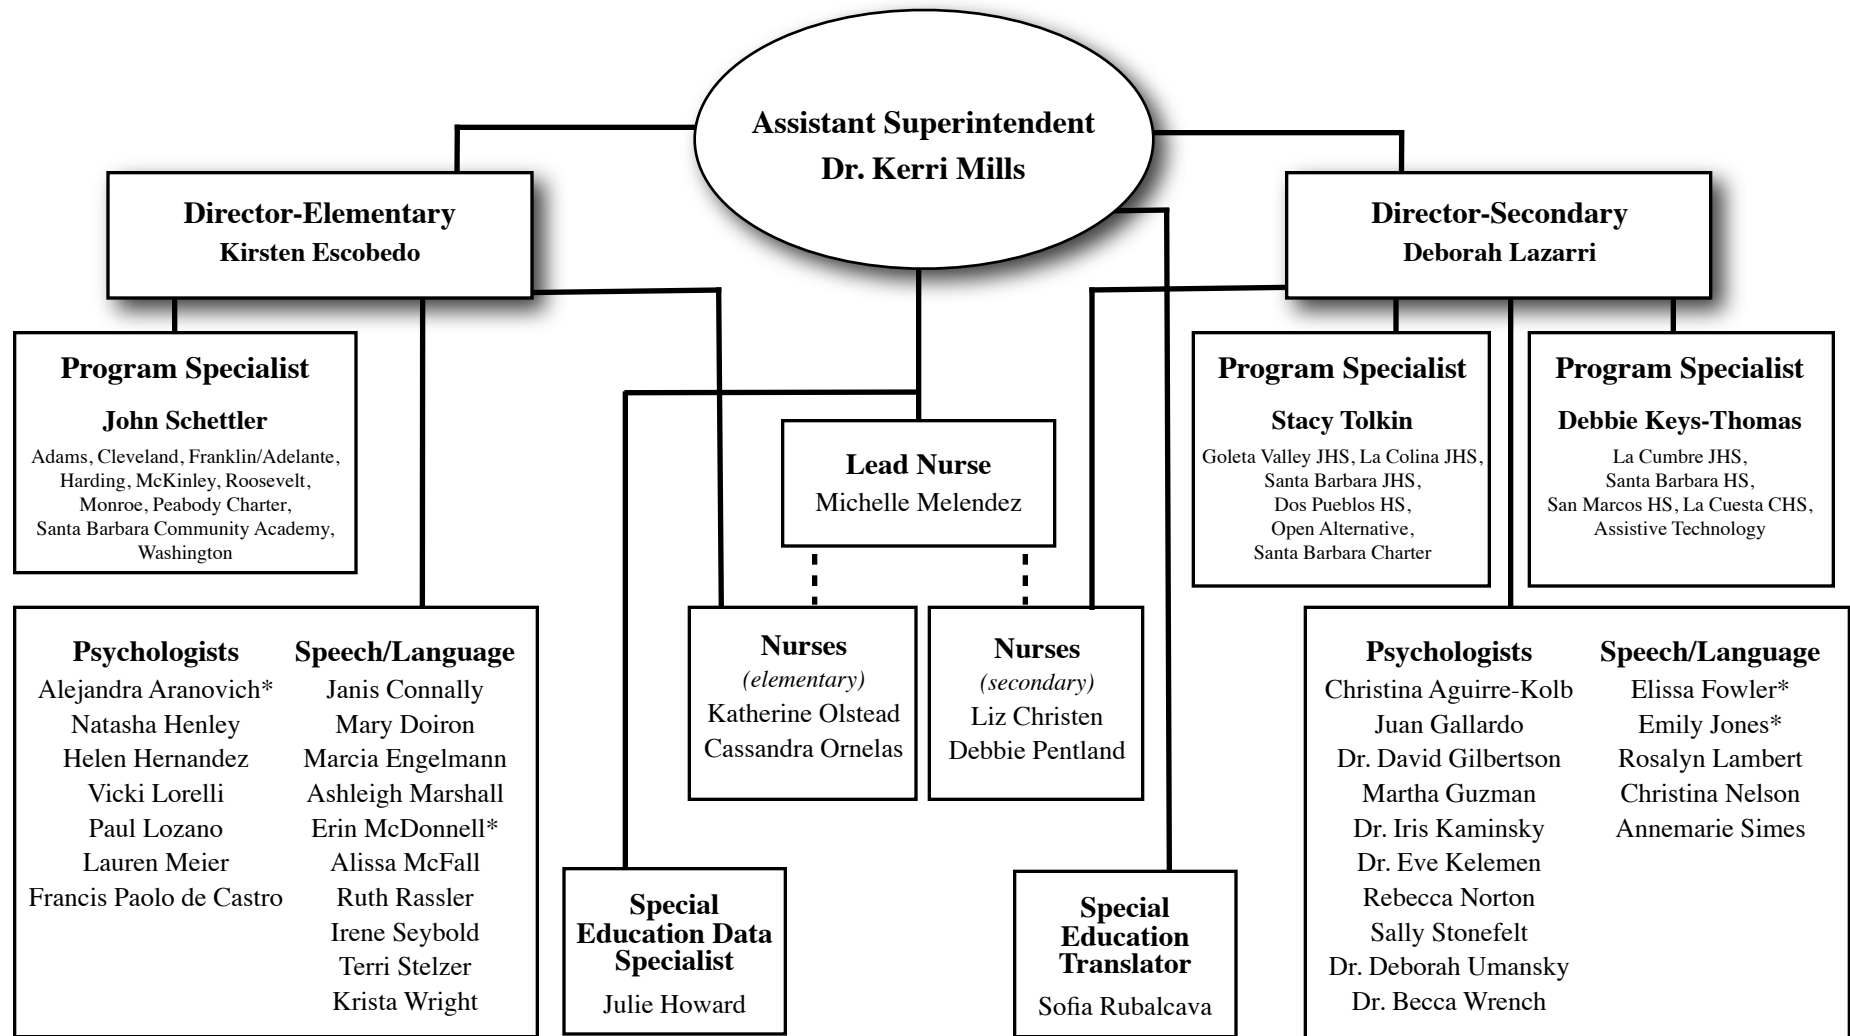 Assistant Superintendent
Dr. Kerri Mills
Director-Elementary
Kirsten Escobedo
Director-Secondary
Deborah Lazarri
Program Specialist
John Schettler
Adams, Cleveland, Franklin/Adelante,
Harding, McKinley, Roosevelt,
Monroe, Peabody Charter,
Santa Barbara Community Academy,
Washington
Lead Nurse
Michelle Melendez
Program Specialist
Stacy Tolkin
Goleta Valley JHS, La Colina JHS,
Santa Barbara JHS,
Dos Pueblos HS,
Open Alternative,
Santa Barbara Charter
Program Specialist
Debbie Keys-Thomas
La Cumbre JHS,
Santa Barbara HS,
San Marcos HS, La Cuesta CHS,
Assistive Technology
Psychologists
Alejandra Aranovich*
Natasha Henley
Helen Hernandez
Vicki Lorelli
Paul Lozano
Lauren Meier
Francis Paolo de Castro
Speech/Language
Janis Connally
Mary Doiron
Marcia Engelmann
Ashleigh Marshall
Erin McDonnell*
Alissa McFall
Ruth Rassler
Irene Seybold
Terri Stelzer
Krista Wright
Nurses
(elementary)
Katherine Olstead
Cassandra Ornelas
Nurses
(secondary)
Liz Christen
Debbie Pentland
Special
Education Data
Specialist
Julie Howard
Special
Education
Translator
Sofia Rubalcava
Psychologists
Christina Aguirre-Kolb
Juan Gallardo
Dr. David Gilbertson
Martha Guzman
Dr. Iris Kaminsky
Dr. Eve Kelemen
Rebecca Norton
Sally Stonefelt
Dr. Deborah Umansky
Dr. Becca Wrench
Speech/Language
Elissa Fowler*
Emily Jones*
Rosalyn Lambert
Christina Nelson
Annemarie Simes